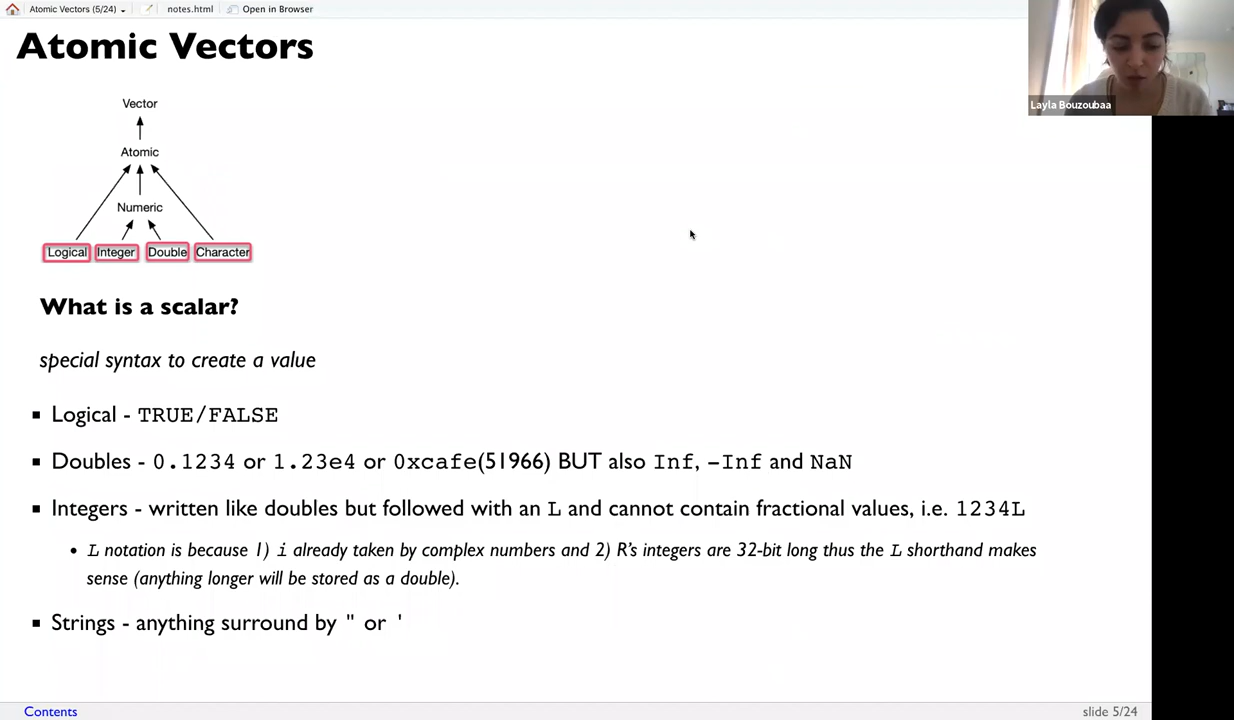 Atomic Vectors (5/24)
notes.html
Open in Browser
Atomic Vectors
Layla Bouzoubaa
Vector
Atomic
Numeric
Logical Integer Double Character
What is a scalar?
special syntax to create a value
Logical - TRUE/FALSE
Doubles - 0.1234 or 1.23e4 or 0xcafe(51966) BUT also Inf, -Inf and NaN
Integers - written like doubles but followed with an L and cannot contain fractional values, i.e. 1234L
L notation is because 1) i already taken by complex numbers and 2) R's integers are 32-bit long thus the L shorthand makes
sense (anything longer will be stored as a double).
Strings - anything surround by " or '
Contents
slide 5/24